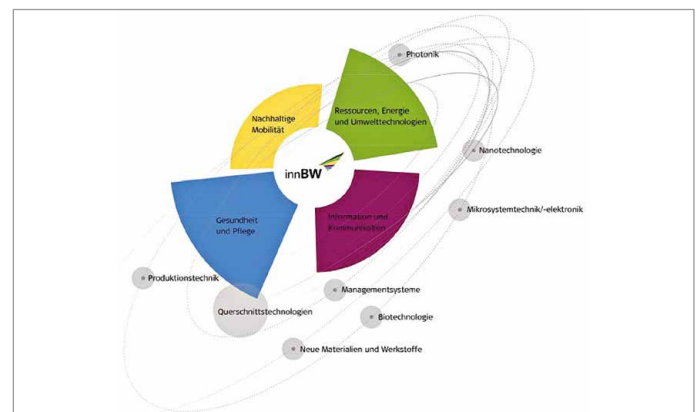 Photonik
Nachhaltige
Mobilität
Ressourcen, Energie
und Umwelttechnologien
Nanotechnologie
innBW
Mikrosystemtechnik/-elektronik
Gesundheit
und Pflege
Information und
Kommunikation
Produktionstechnik
Managementsysteme
Querschnittstechnologien
Biotechnologie
Neue Materialien und Werkstoffe